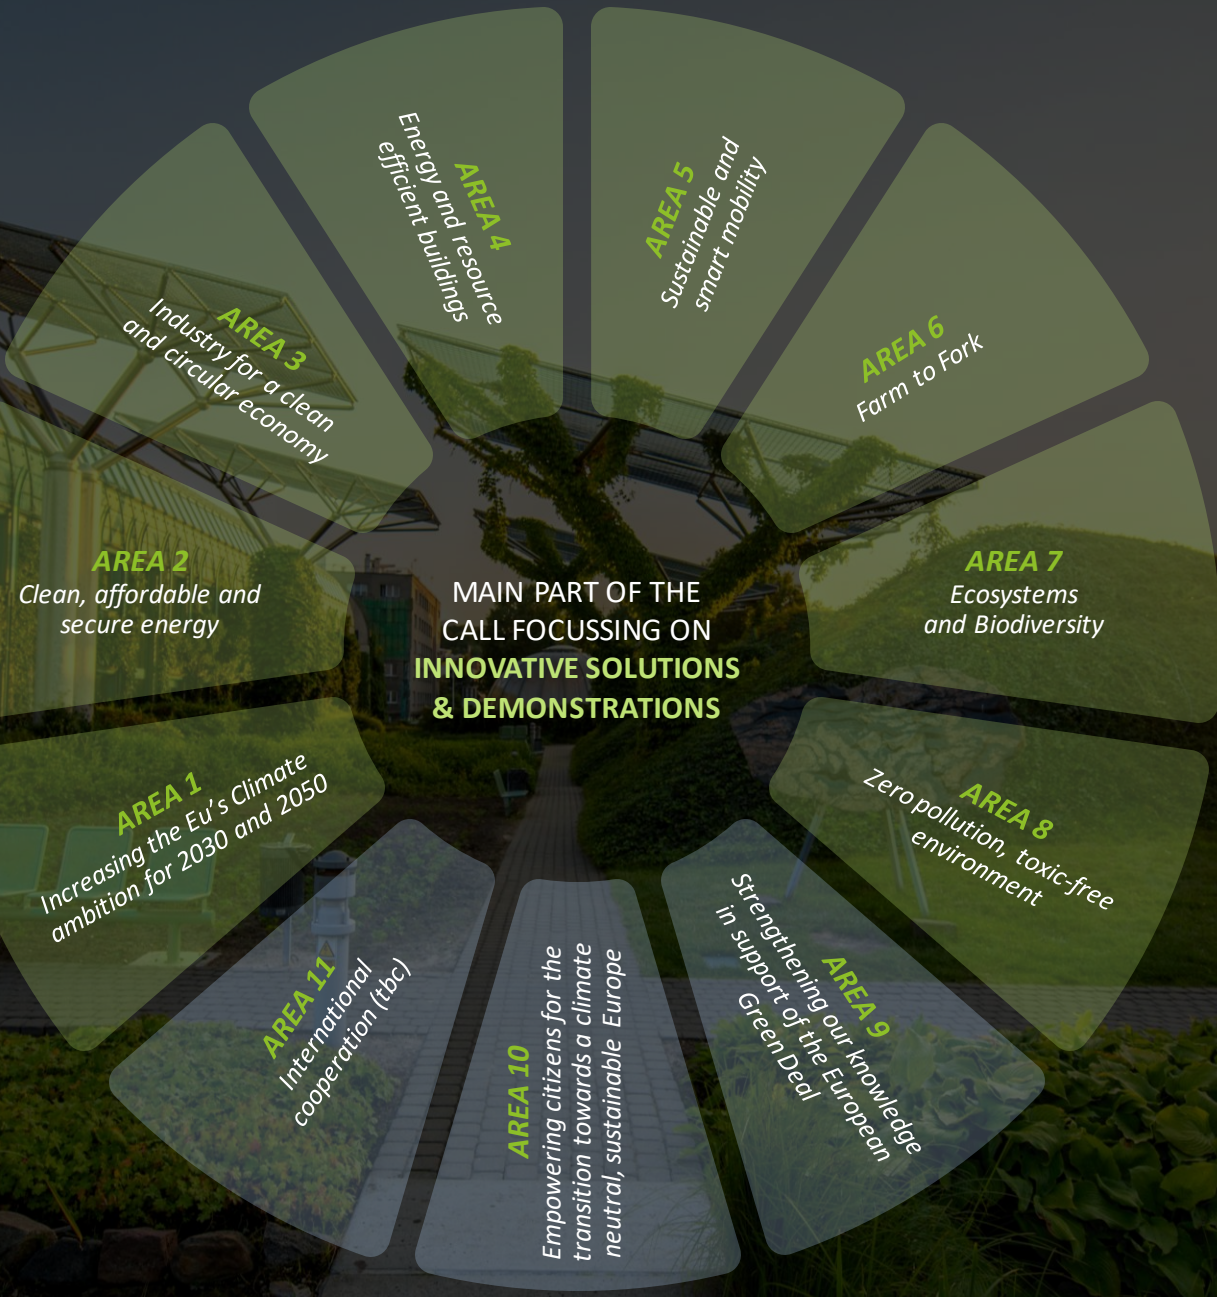 MAIN PART OF THE
CALL FOCUSSING ON
INNOVATIVE SOLUTIONS
& DEMONSTRATIONS
AREA 1
Increasing the Eu's Climate
ambition for 2030 and 2050
AREA 2
Clean, affordable and
secure energy
AREA 3
Industry for a clean
and circular economy
AREA 4
Energy and resource
efficient buildings
AREA 5
Sustainable and
smart mobility
AREA 6
Farm to Fork
AREA 7
Ecosystems
and Biodiversity
AREA 8
Zero pollution, toxic-free
environment
AREA 9
Strengthening our knowledge
in support of the European
Green Deal
AREA 10
Empowering citizens for the
transition towards a climate
neutral, sustainable Europe
AREA 11
International
cooperation (tbc)